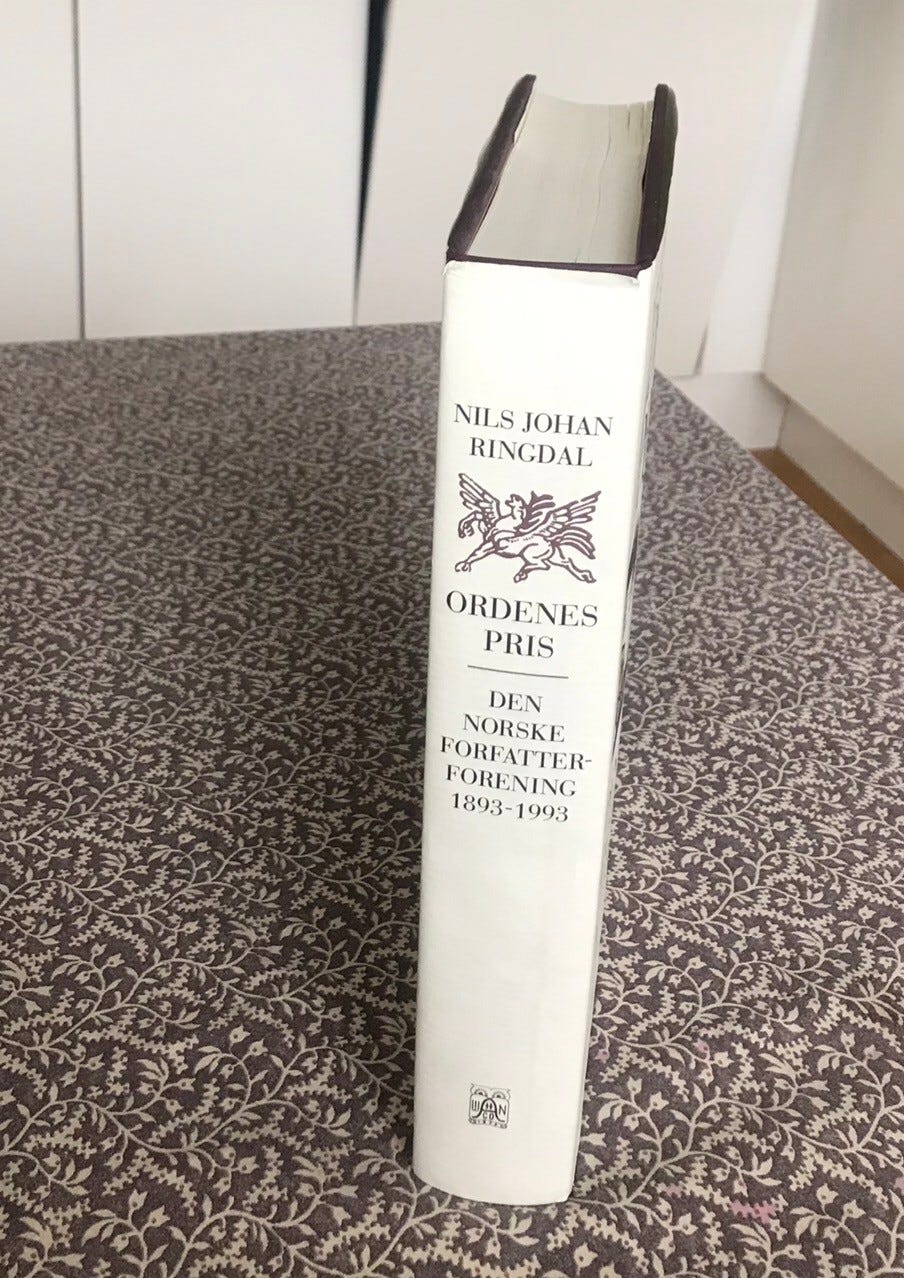 NILS JOHAN
RINGDAL
ORDENES
PRIS
DEN
NORSKE
FORFATTER-
FORENING
1893-1993